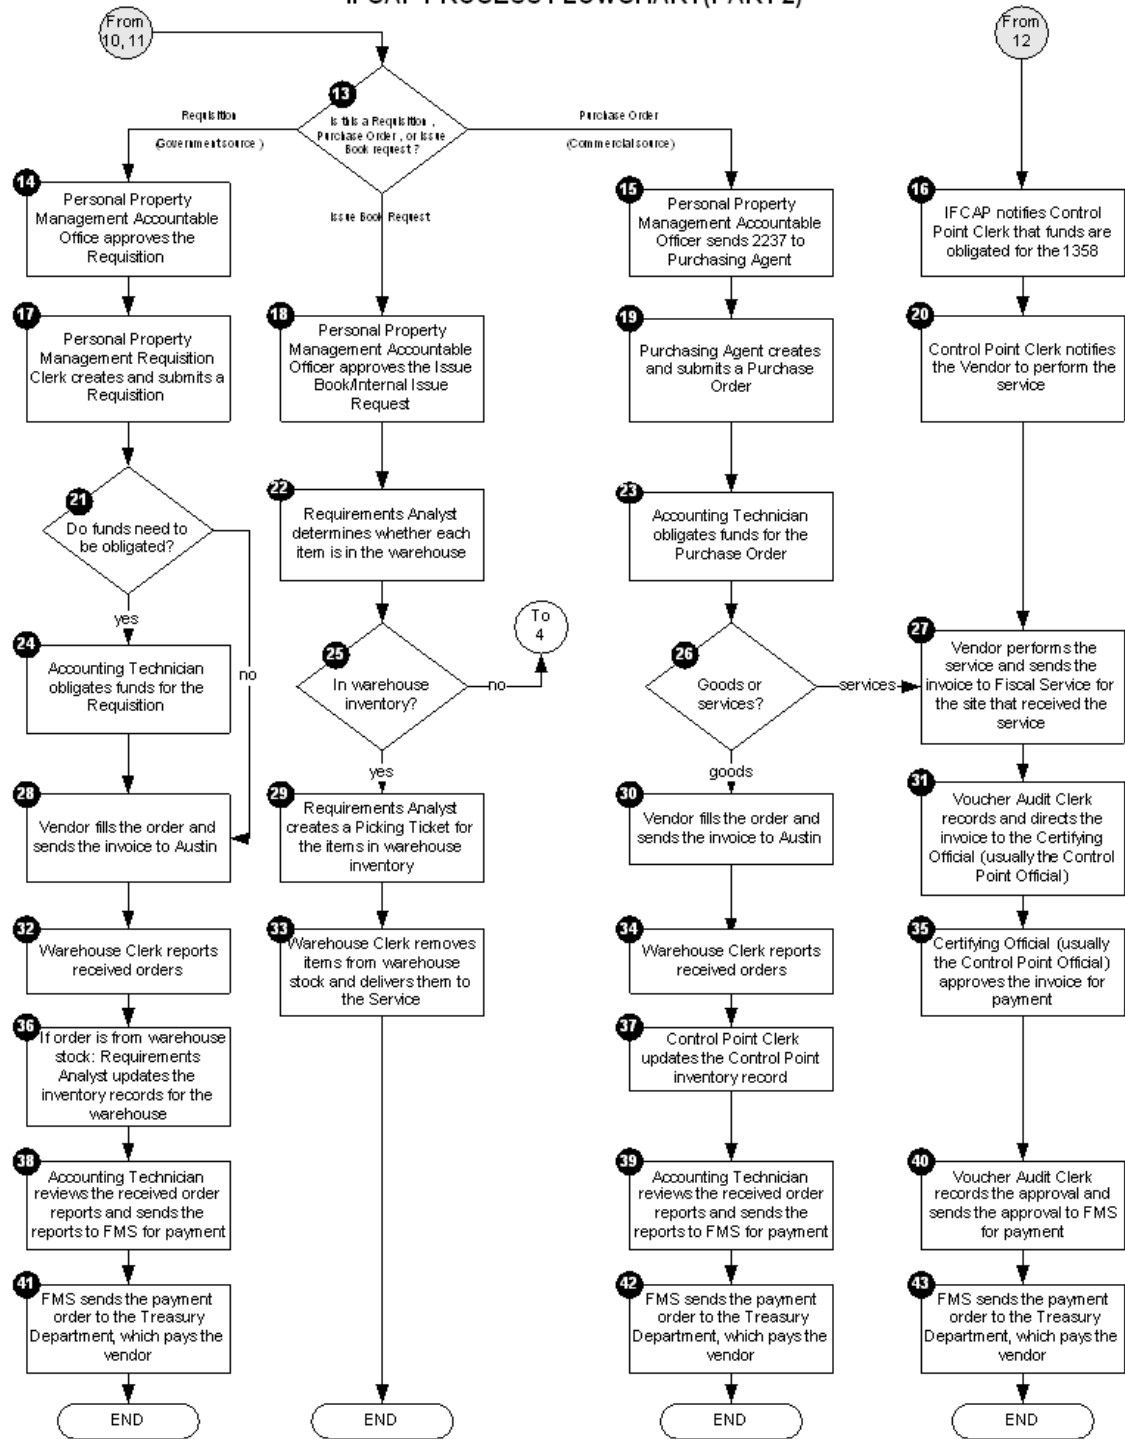 IFCAP PROCESS FLOWCHART (PART 2)
From
10, 11
From
12
13
Is this a Requisition,
Purchase Order, or Issue
Book request?
Requisition
(Government source)
Purchase Order
(Commercial source)
Issue Book Request
14
Personal Property
Management Accountable
Office approves the
Requisition
15
Personal Property
Management Accountable
Officer sends 2237 to
Purchasing Agent
16
IFCAP notifies Control
Point Clerk that funds are
obligated for the 1358
17
Personal Property
Management Requisition
Clerk creates and submits a
Requisition
18
Personal Property
Management Accountable
Officer approves the Issue
Book/Internal Issue
Request
19
Purchasing Agent creates
and submits a Purchase
Order
20
Control Point Clerk notifies
the Vendor to perform the
service
21
Do funds need to
be obligated?
yes
no
22
Requirements Analyst
determines whether each
item is in the warehouse
23
Accounting Technician
obligates funds for the
Purchase Order
24
Accounting Technician
obligates funds for the
Requisition
25
In warehouse
inventory?
no
To
4
yes
26
Goods or
services?
services
goods
27
Vendor performs the
service and sends the
invoice to Fiscal Service for
the site that received the
service
28
Vendor fills the order and
sends the invoice to Austin
29
Requirements Analyst
creates a Picking Ticket for
the items in warehouse
inventory
30
Vendor fills the order and
sends the invoice to Austin
31
Voucher Audit Clerk
records and directs the
invoice to the Certifying
Official (usually the Control
Point Official)
32
Warehouse Clerk reports
received orders
33
Warehouse Clerk removes
items from warehouse
stock and delivers them to
the Service
34
Warehouse Clerk reports
received orders
35
Certifying Official (usually
the Control Point Official)
approves the invoice for
payment
36
If order is from warehouse
stock: Requirements
Analyst updates the
inventory records for the
warehouse
37
Control Point Clerk
updates the Control Point
inventory record
38
Accounting Technician
reviews the received order
reports and sends the
reports to FMS for payment
39
Accounting Technician
reviews the received order
reports and sends the
reports to FMS for payment
40
Voucher Audit Clerk
records the approval and
sends the approval to FMS
for payment
41
FMS sends the payment
order to the Treasury
Department, which pays the
vendor
42
FMS sends the payment
order to the Treasury
Department, which pays the
vendor
43
FMS sends the payment
order to the Treasury
Department, which pays the
vendor
END
END
END
END